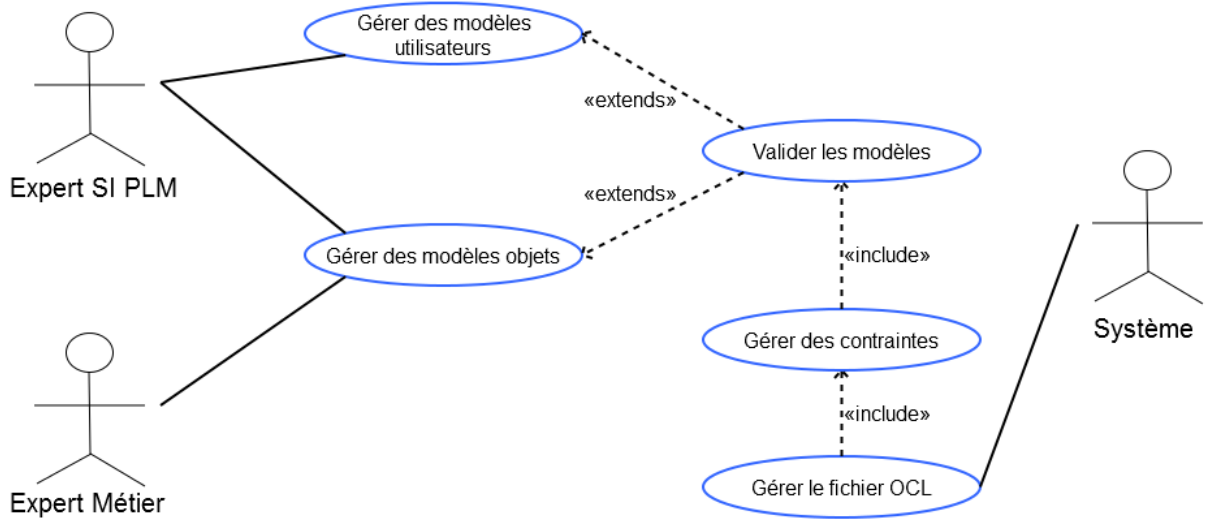 Gérer des modèles
utilisateurs
«extends»
Valider les modèles
Expert SI PLM
«extends»
Gérer des modèles objets
«include»
Système
Gérer des contraintes
«include»
Gérer le fichier OCL
Expert Métier